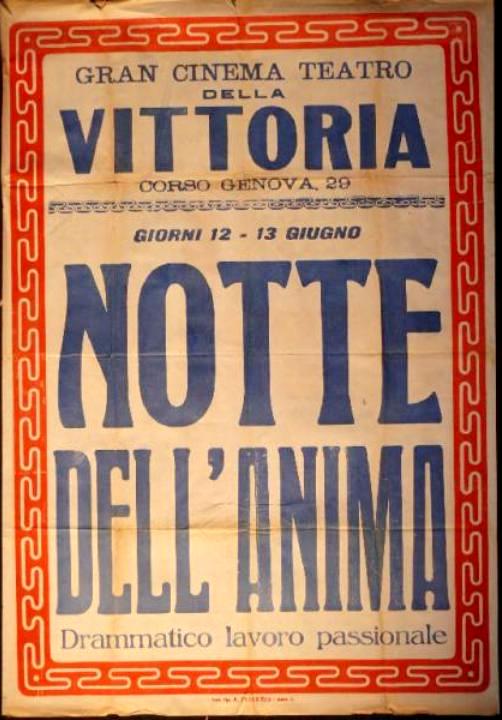 GRAN CINEMA TEATRO
DELLA
VITTORIA
CORSO GENOVA, 29
GIORNI 12 - 13 GIUGNO
NOTTE
DELL'ANIMA
Drammatico lavoro passionale